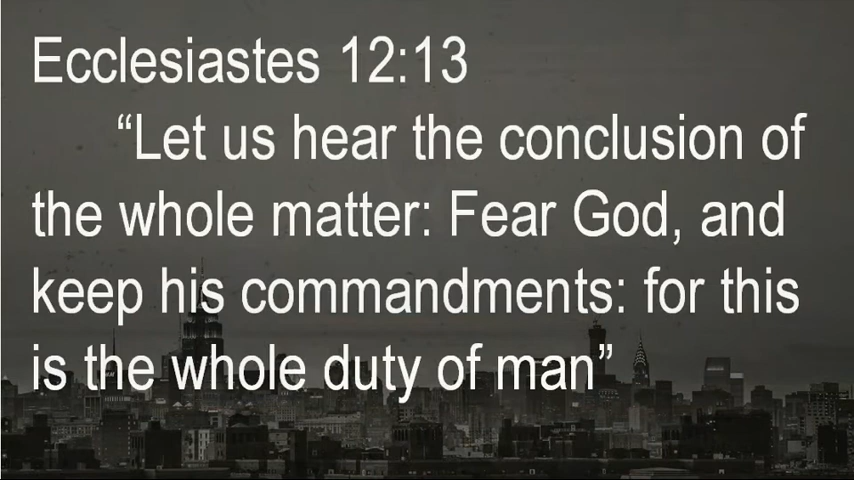 Ecclesiastes 12:13
“Let us hear the conclusion of
the whole matter: Fear God, and
keep his commandments: for this
is the whole duty of man”